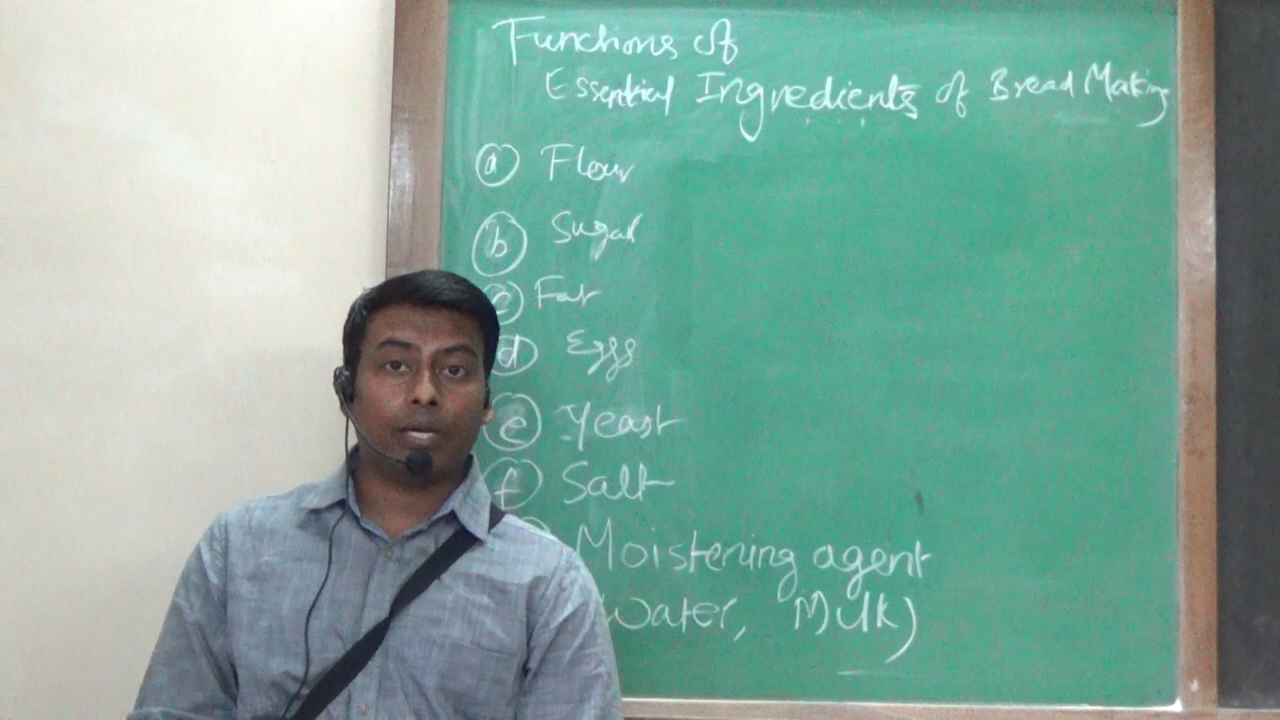 Functions of
Essential Ingredients of Bread Making
a Flour
b Sugar
c Fat
d Eggs
e Yeast
f Salt
Moistening agent
Water, Milk)